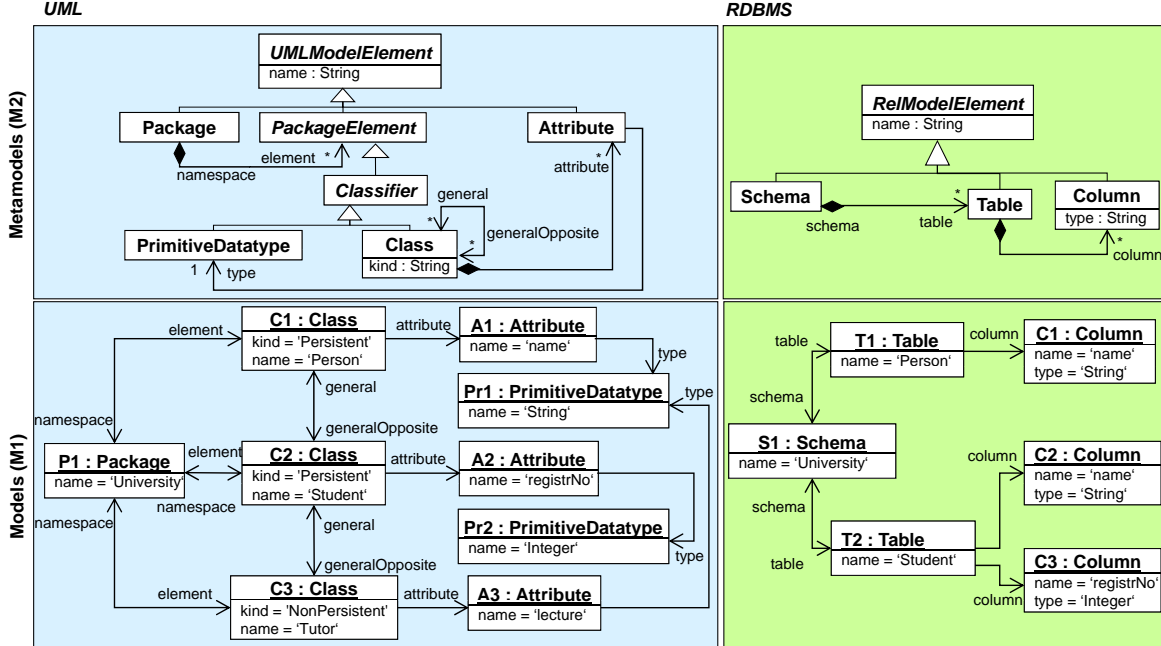 UML
RDBMS
Metamodels (M2)
UMLModelElement
name : String
Package
PackageElement
Attribute
element
*
namespace
*
attribute
Classifier
general
*
*
generalOpposite
PrimitiveDatatype
Class
kind : String
1
type
RelModelElement
name : String
Schema
*
Table
Column
type : String
schema
table
*
column
Models (M1)
element
C1 : Class
kind = 'Persistent'
name = ‘Person‘
attribute
A1 : Attribute
name = ‘name‘
type
general
Pr1 : PrimitiveDatatype
name = ‘String‘
type
namespace
generalOpposite
P1 : Package
name = ‘University‘
element
C2 : Class
kind = 'Persistent'
name = ‘Student‘
attribute
A2 : Attribute
name = ‘registrNo‘
namespace
namespace
general
Pr2 : PrimitiveDatatype
name = ‘Integer‘
type
generalOpposite
element
C3 : Class
kind = 'NonPersistent'
name = ‘Tutor‘
attribute
A3 : Attribute
name = ‘lecture‘
table
T1 : Table
name = ‘Person‘
column
C1 : Column
name = ‘name‘
type = ‘String‘
schema
S1 : Schema
name = ‘University‘
column
C2 : Column
name = ‘name‘
type = ‘String‘
schema
table
T2 : Table
name = ‘Student‘
column
C3 : Column
name = ‘registrNo‘
type = ‘Integer‘